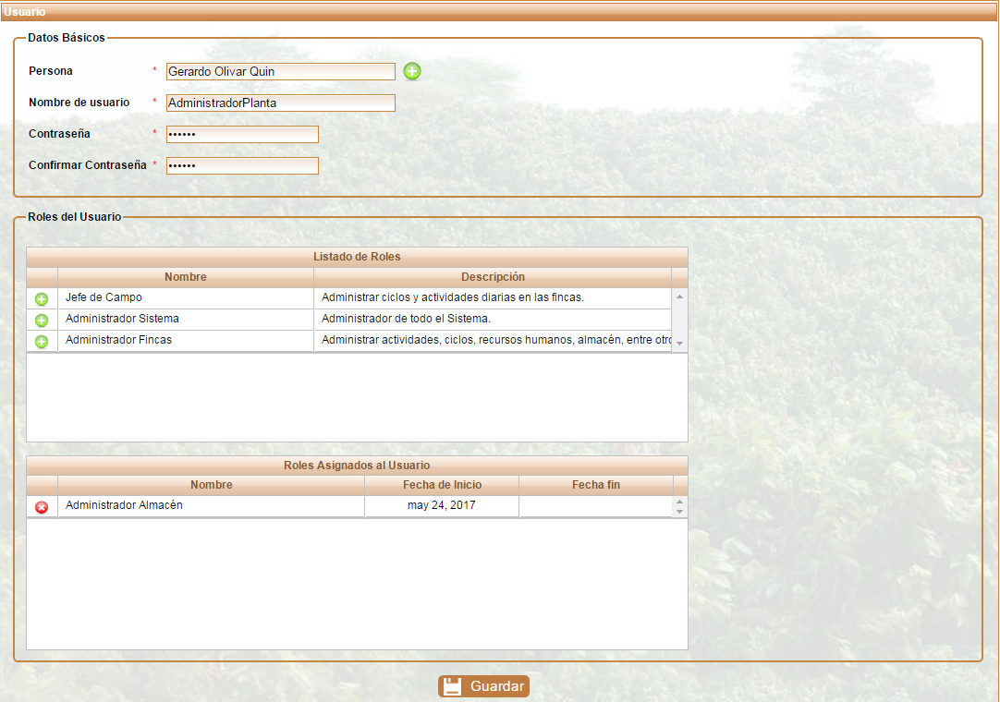 Usuario
Datos Básicos
Persona * Gerardo Olivar Quin
Nombre de usuario * AdministradorPlanta
Contraseña * ••••••
Confirmar Contraseña * ••••••
Roles del Usuario
Listado de Roles
Nombre Descripción
Jefe de Campo Administrar ciclos y actividades diarias en las fincas.
Administrador Sistema Administrador de todo el Sistema.
Administrador Fincas Administrar actividades, ciclos, recursos humanos, almacén, entre otro
Roles Asignados al Usuario
Nombre Fecha de Inicio Fecha fin
Administrador Almacén may 24, 2017
Guardar